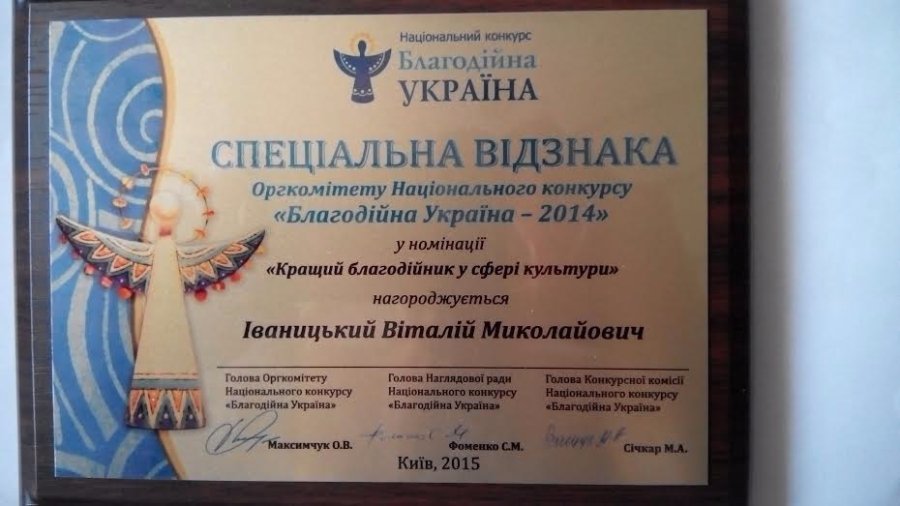 Національний конкурс
Благодійна
УКРАЇНА
СПЕЦІАЛЬНА ВІДЗНАКА
Оргкомітету Національного конкурсу
«Благодійна Україна – 2014»
у номінації
«Кращий благодійник у сфері культури»
нагороджується
Іваницький Віталій Миколайович
Голова Оргкомітету
Національного конкурсу
«Благодійна Україна»
Максимчук О.В.
Голова Наглядової ради
Національного конкурсу
«Благодійна Україна»
Фоменко С.М.
Голова Конкурсної комісії
Національного конкурсу
«Благодійна Україна»
Січкар М.А.
Київ, 2015